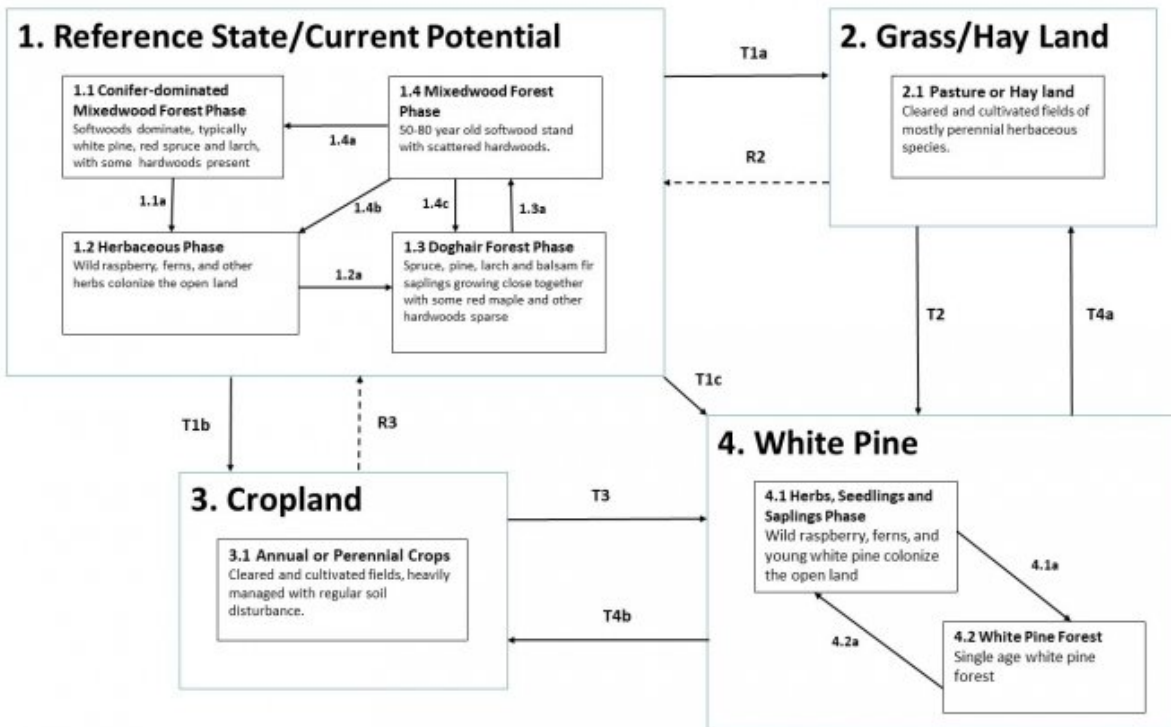 1. Reference State/Current Potential
1.1 Conifer-dominated
Mixedwood Forest Phase
Softwoods dominate, typically
white pine, red spruce and larch,
with some hardwoods present
1.4 Mixedwood Forest
Phase
50-80 year old softwood stand
with scattered hardwoods.
1.4a
1.1a
1.4b
1.4c
1.3a
1.2 Herbaceous Phase
Wild raspberry, ferns, and other
herbs colonize the open land
1.2a
1.3 Doghair Forest Phase
Spruce, pine, larch and balsam fir
saplings growing close together
with some red maple and other
hardwoods sparse
T1a
R2
2. Grass/Hay Land
2.1 Pasture or Hay land
Cleared and cultivated fields of
mostly perennial herbaceous
species.
T2
T4a
T1c
T1b
R3
3. Cropland
3.1 Annual or Perennial Crops
Cleared and cultivated fields, heavily
managed with regular soil
disturbance.
T3
T4b
4. White Pine
4.1 Herbs, Seedlings and
Saplings Phase
Wild raspberry, ferns, and
young white pine colonize
the open land
4.1a
4.2a
4.2 White Pine Forest
Single age white pine
forest